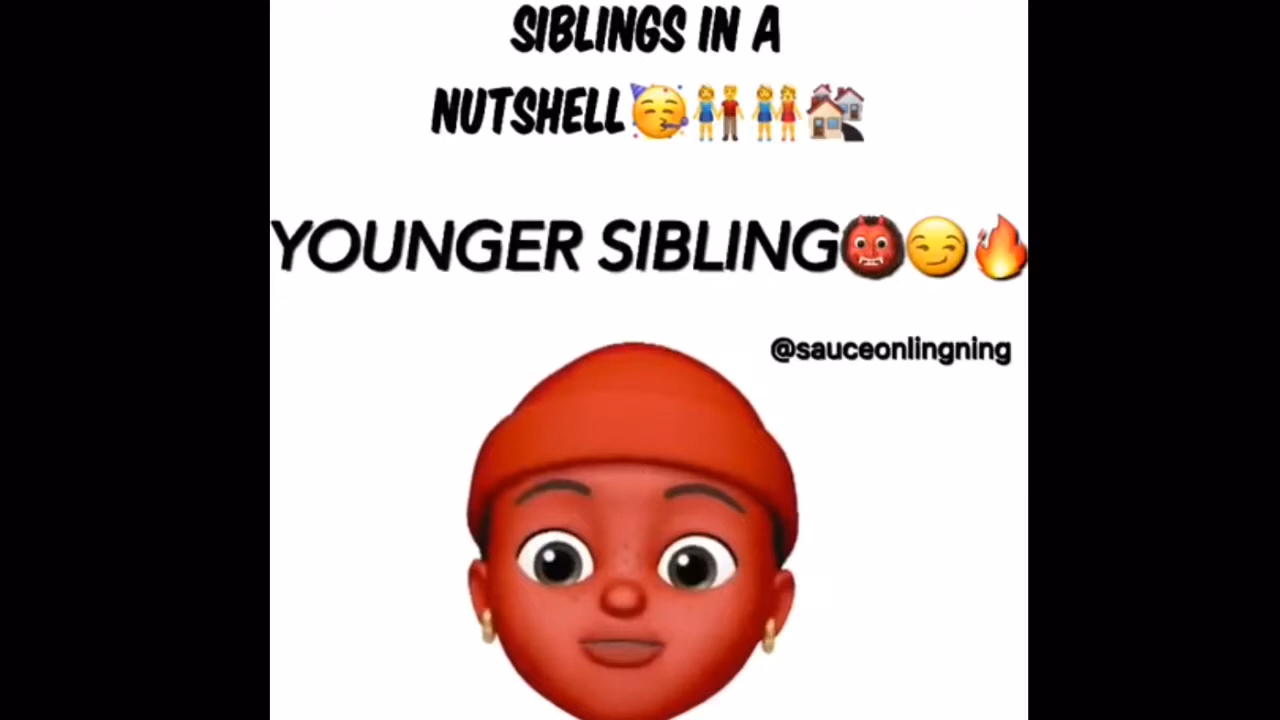 SIBLINGS IN A
NUTSHELL🥳👫👭🏘️
YOUNGER SIBLING👹😏🔥
@sauceonlingning